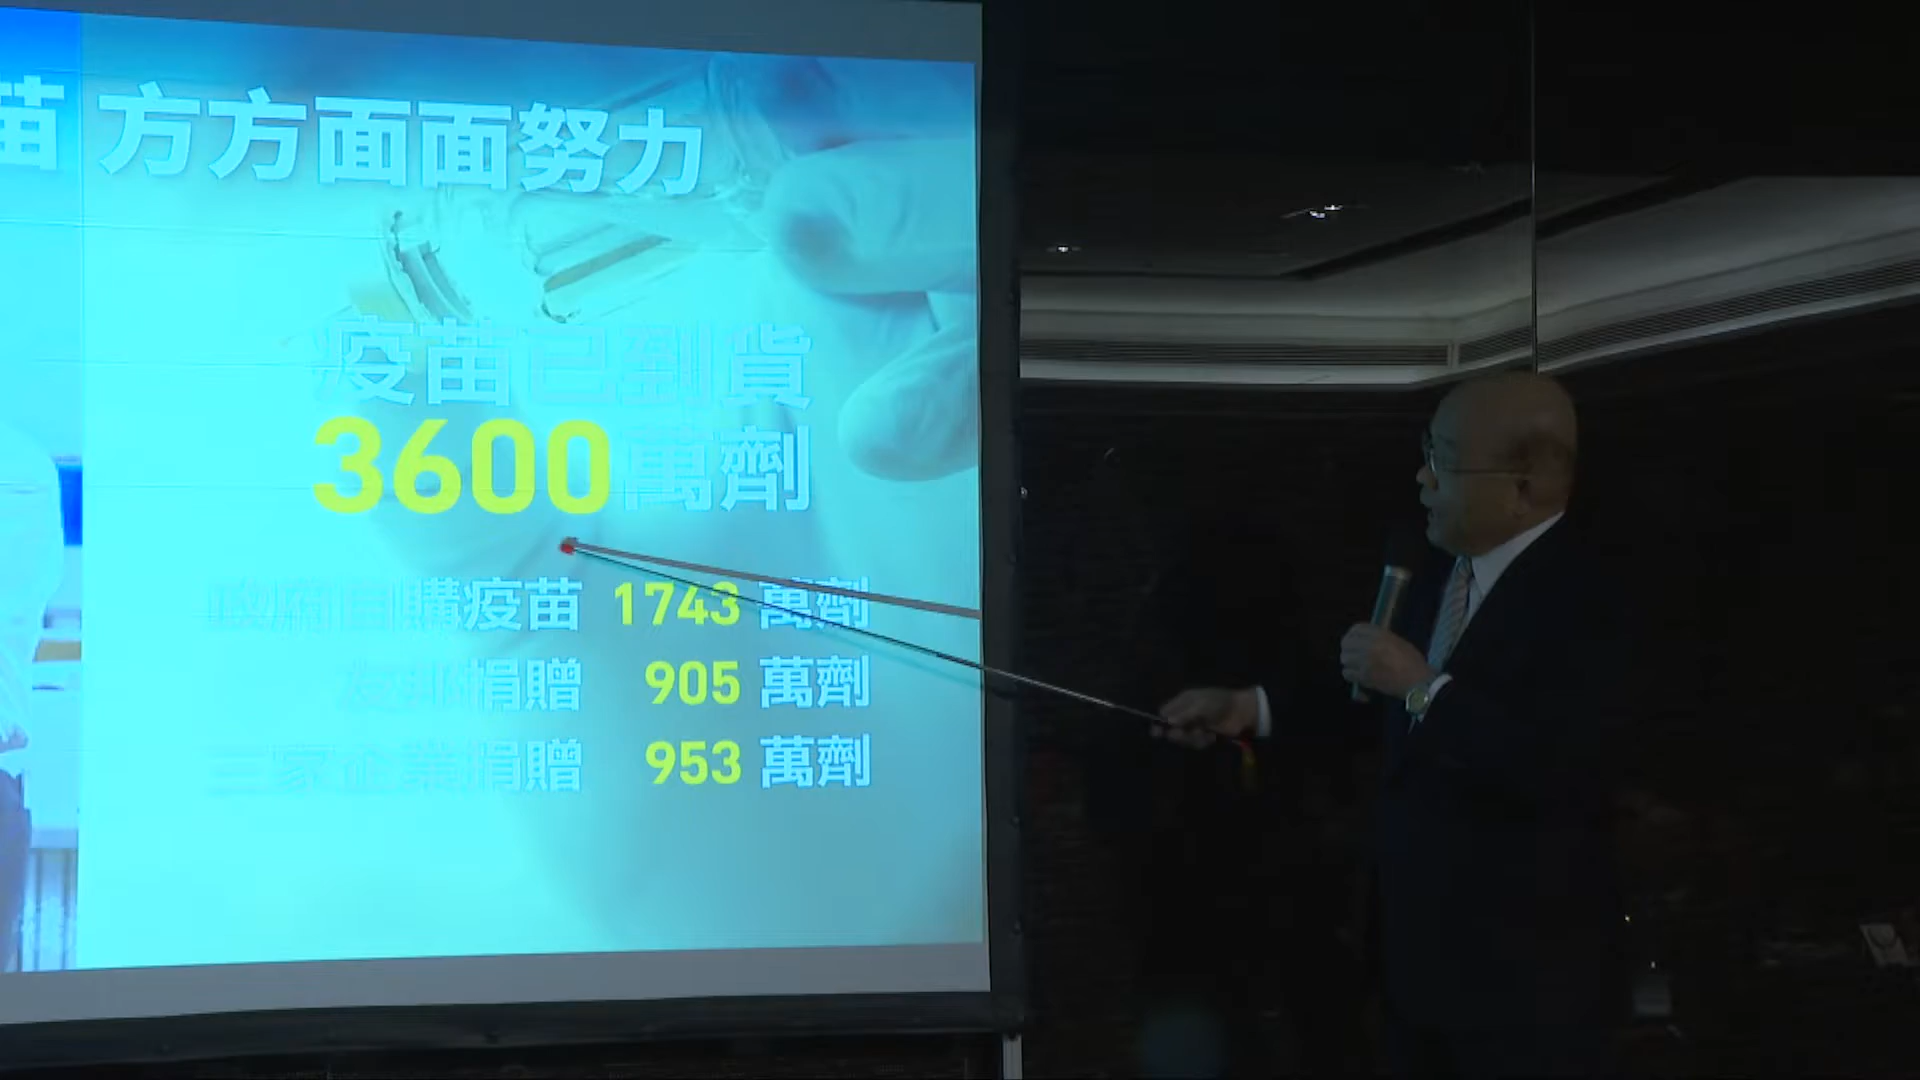 苗 方方面面努力
疫苗已到貨
3600萬劑
政府自購疫苗 1743 萬劑
友邦捐贈 905 萬劑
三家企業捐贈 953 萬劑